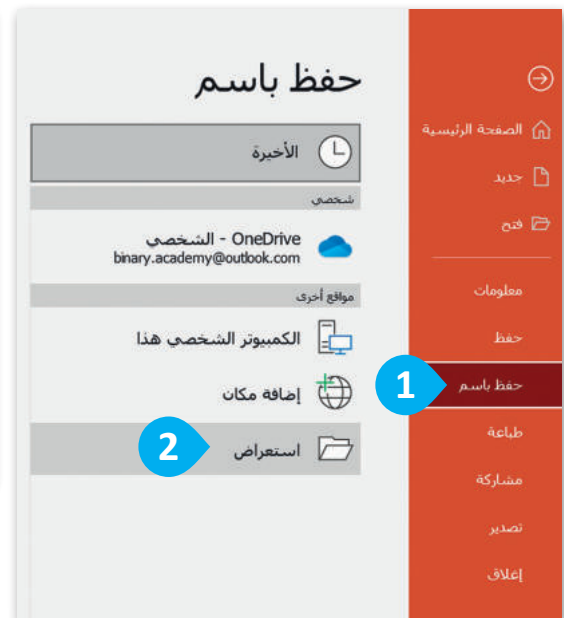 الصفحة الرئيسية
جديد
فتح
معلومات
حفظ
1
حفظ باسم
طباعة
مشاركة
تصدير
إغلاق
حفظ باسم
الأخيرة
شخصي
OneDrive - الشخصي
binary.academy@outlook.com
مواقع أخرى
الكمبيوتر الشخصي هذا
إضافة مكان
2
استعراض